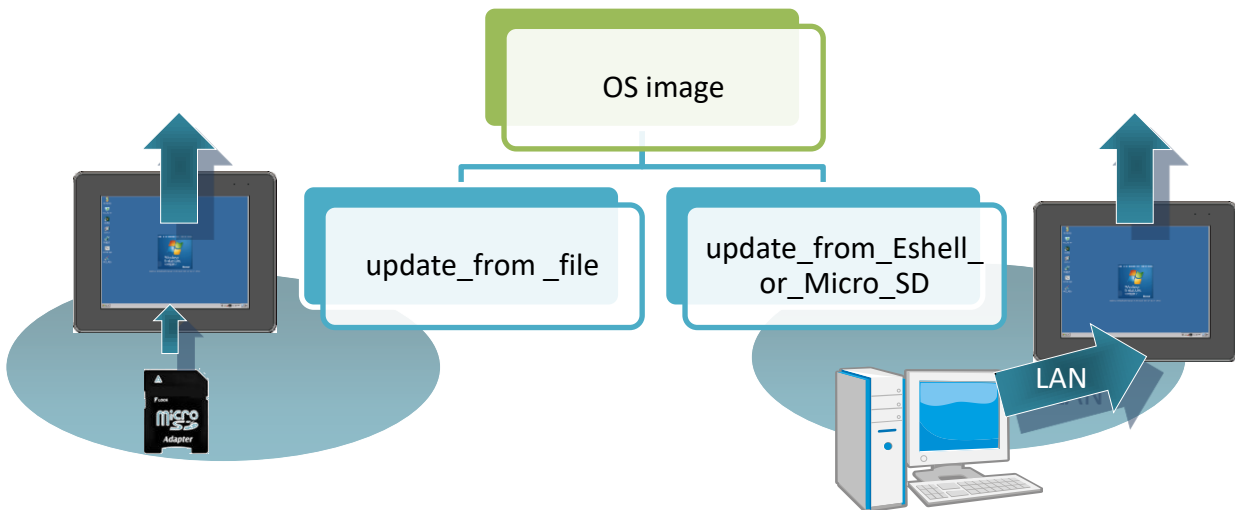 OS image
update_from _file
update_from_Eshell_
or_Micro_SD
LAN
Micro
SD
Adapter